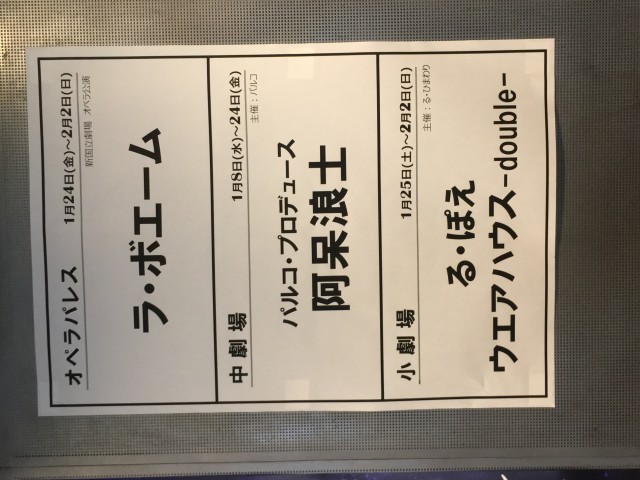 オペラパレス 1月24日(金)~2月2日(日)
新国立劇場 オペラ公演
ラ・ボエーム
中劇場 1月8日(水)~24日(金)
主催:パルコ
パルコ・プロデュース
阿呆浪士
小劇場 1月25日(土)~2月2日(日)
主催:る・ひまわり
る・ぽえ
ウエアハウス-double-